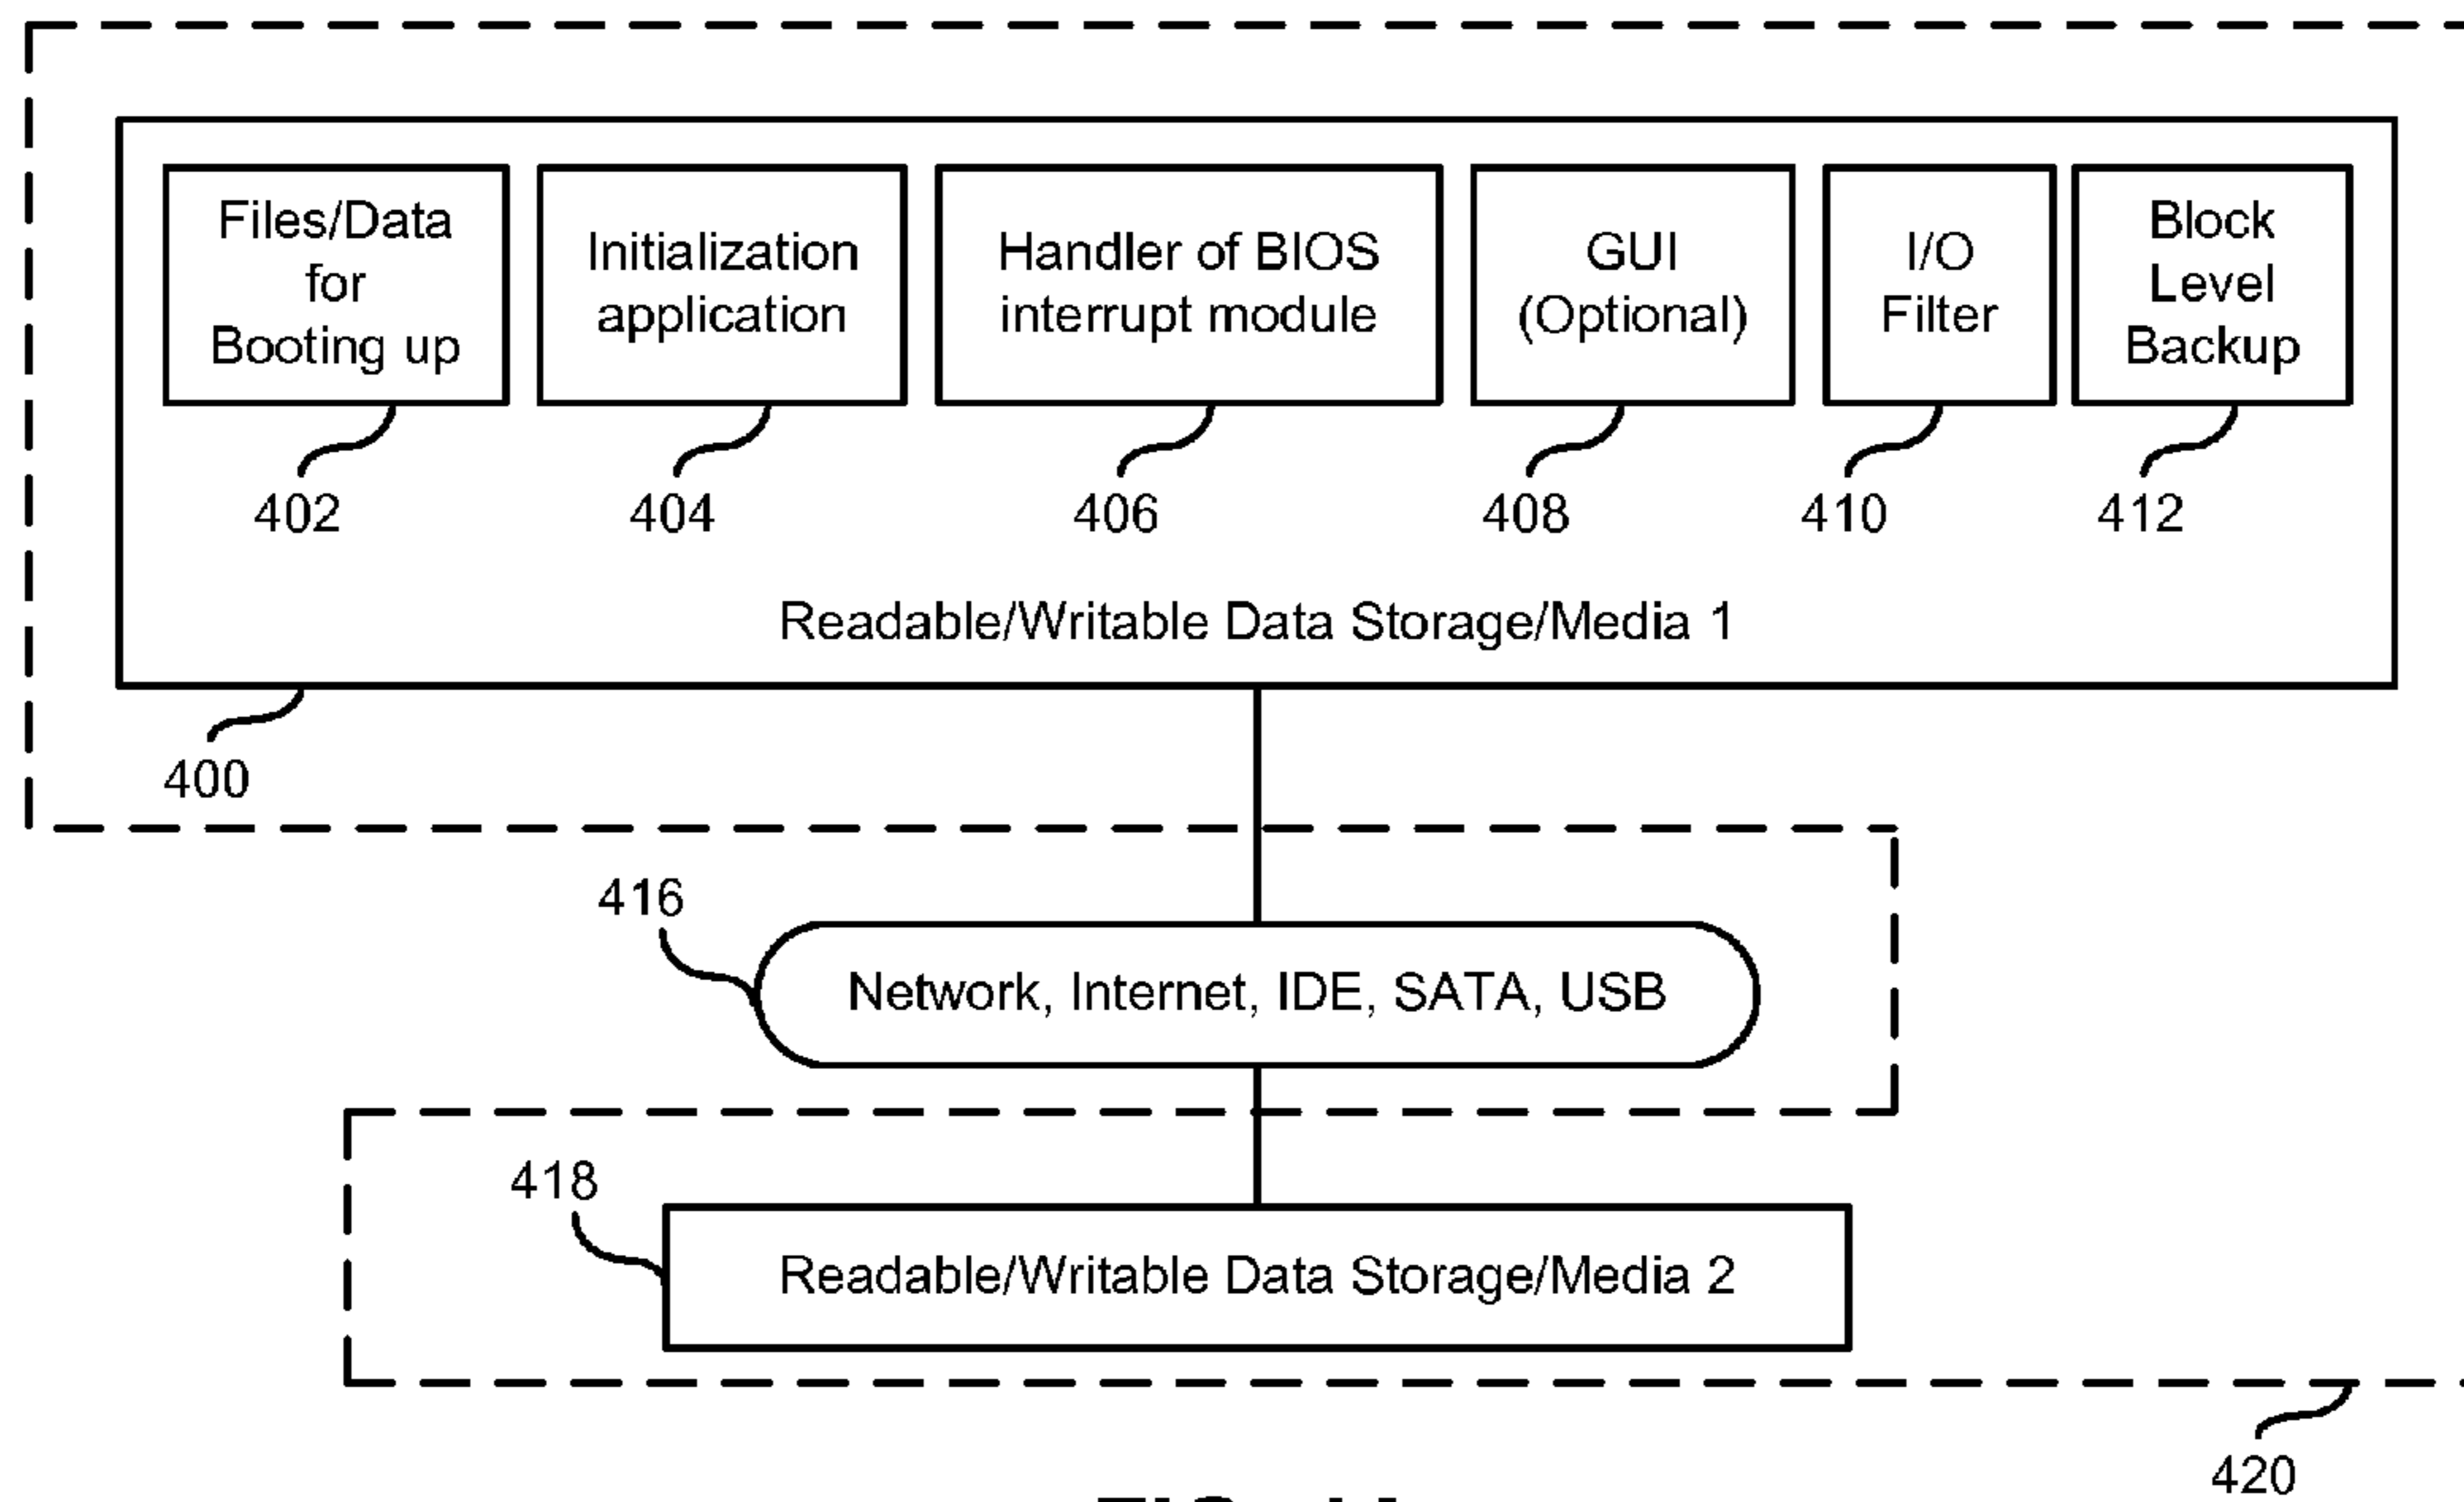 Files/Data
for
Booting up
Initialization
application
Handler of BIOS
interrupt module
GUI
(Optional)
I/O
Filter
Block
Level
Backup
402
404
406
408
410
412
Readable/Writable Data Storage/Media 1
400
416
Network, Internet, IDE, SATA, USB
418
Readable/Writable Data Storage/Media 2
420